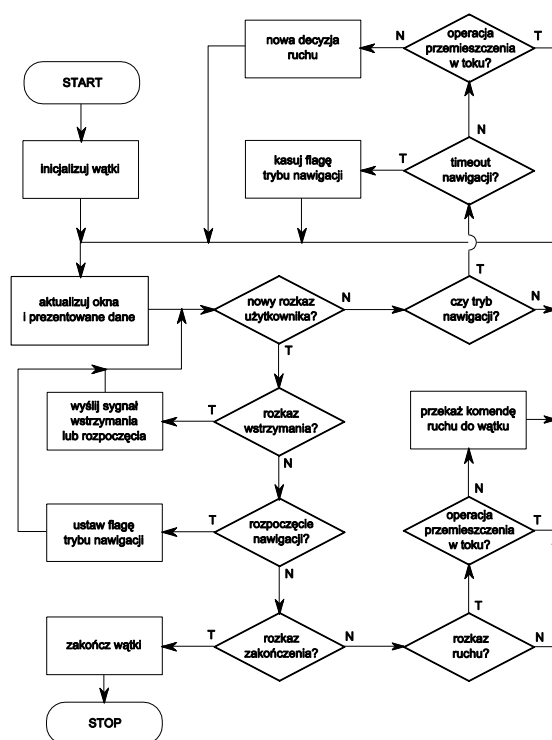 nowa decyzja
ruchu
N
operacja
przemieszczenia
w toku?
T
START
N
inicjalizuj wątki
kasuj flagę
trybu nawigacji
T
timeout
nawigacji?
T
aktualizuj okna
i prezentowane dane
nowy rozkaz
użytkownika?
N
czy tryb
nawigacji?
N
T
wyślij sygnał
wstrzymania
lub rozpoczęcia
T
rozkaz
wstrzymania?
przekaż komendę
ruchu do wątku
N
N
ustaw flagę
trybu nawigacji
T
rozpoczęcie
nawigacji?
operacja
przemieszczenia
w toku?
T
N
T
zakończ wątki
T
rozkaz
zakończenia?
N
rozkaz
ruchu?
N
STOP